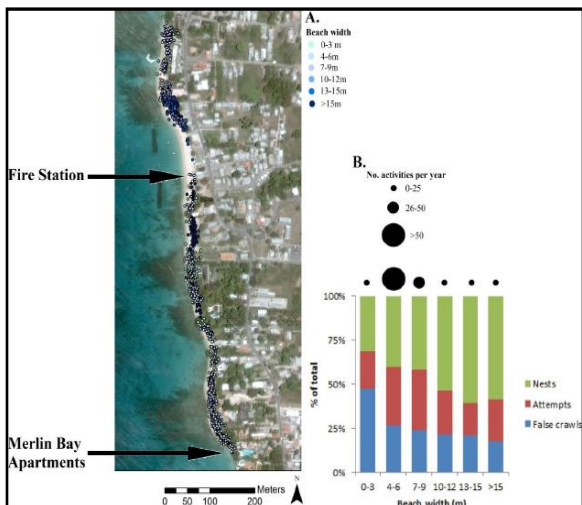 A.
Beach width
0-3 m
4-6m
7-9m
10-12m
13-15m
>15m
Fire Station
Merlin Bay
Apartments
Meters
0 50 100 200
N
B.
No. activities per year
0-25
26-50
>50
100%
75%
50%
25%
0%
% of total
0-3 4-6 7-9 10-12 13-15 >15
Beach width (m)
Nests
Attempts
False crawls